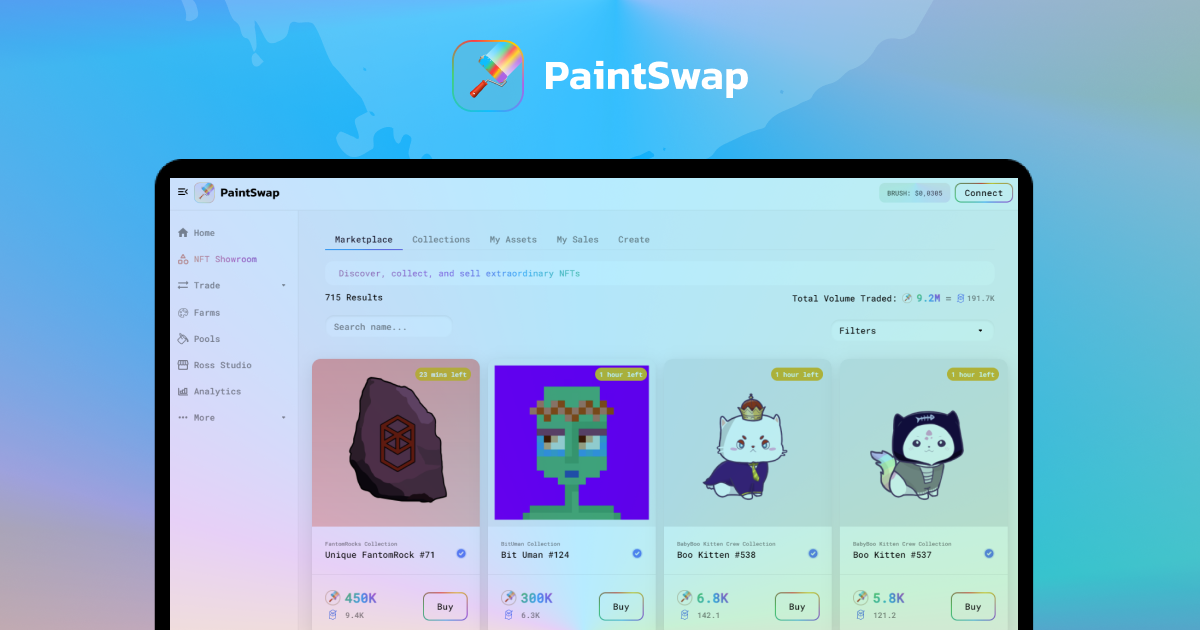 PaintSwap
PaintSwap
BRUSH: $0,0305
Connect
Home
NFT Showroom
Trade
Farms
Pools
Ross Studio
Analytics
More
Marketplace Collections My Assets My Sales Create
Discover, collect, and sell extraordinary NFTs
715 Results
Total Volume Traded: 9.2M = 191.7K
Search name...
Filters
23 mins left
1 hour left
1 hour left
1 hour left
FantomRocks Collection
Unique FantomRock #71
450K
9.4K
Buy
BitUman Collection
Bit Uman #124
300K
6.3K
Buy
BabyBoo Kitten Crew Collection
Boo Kitten #538
6.8K
142.1
Buy
BabyBoo Kitten Crew Collection
Boo Kitten #537
5.8K
121.2
Buy